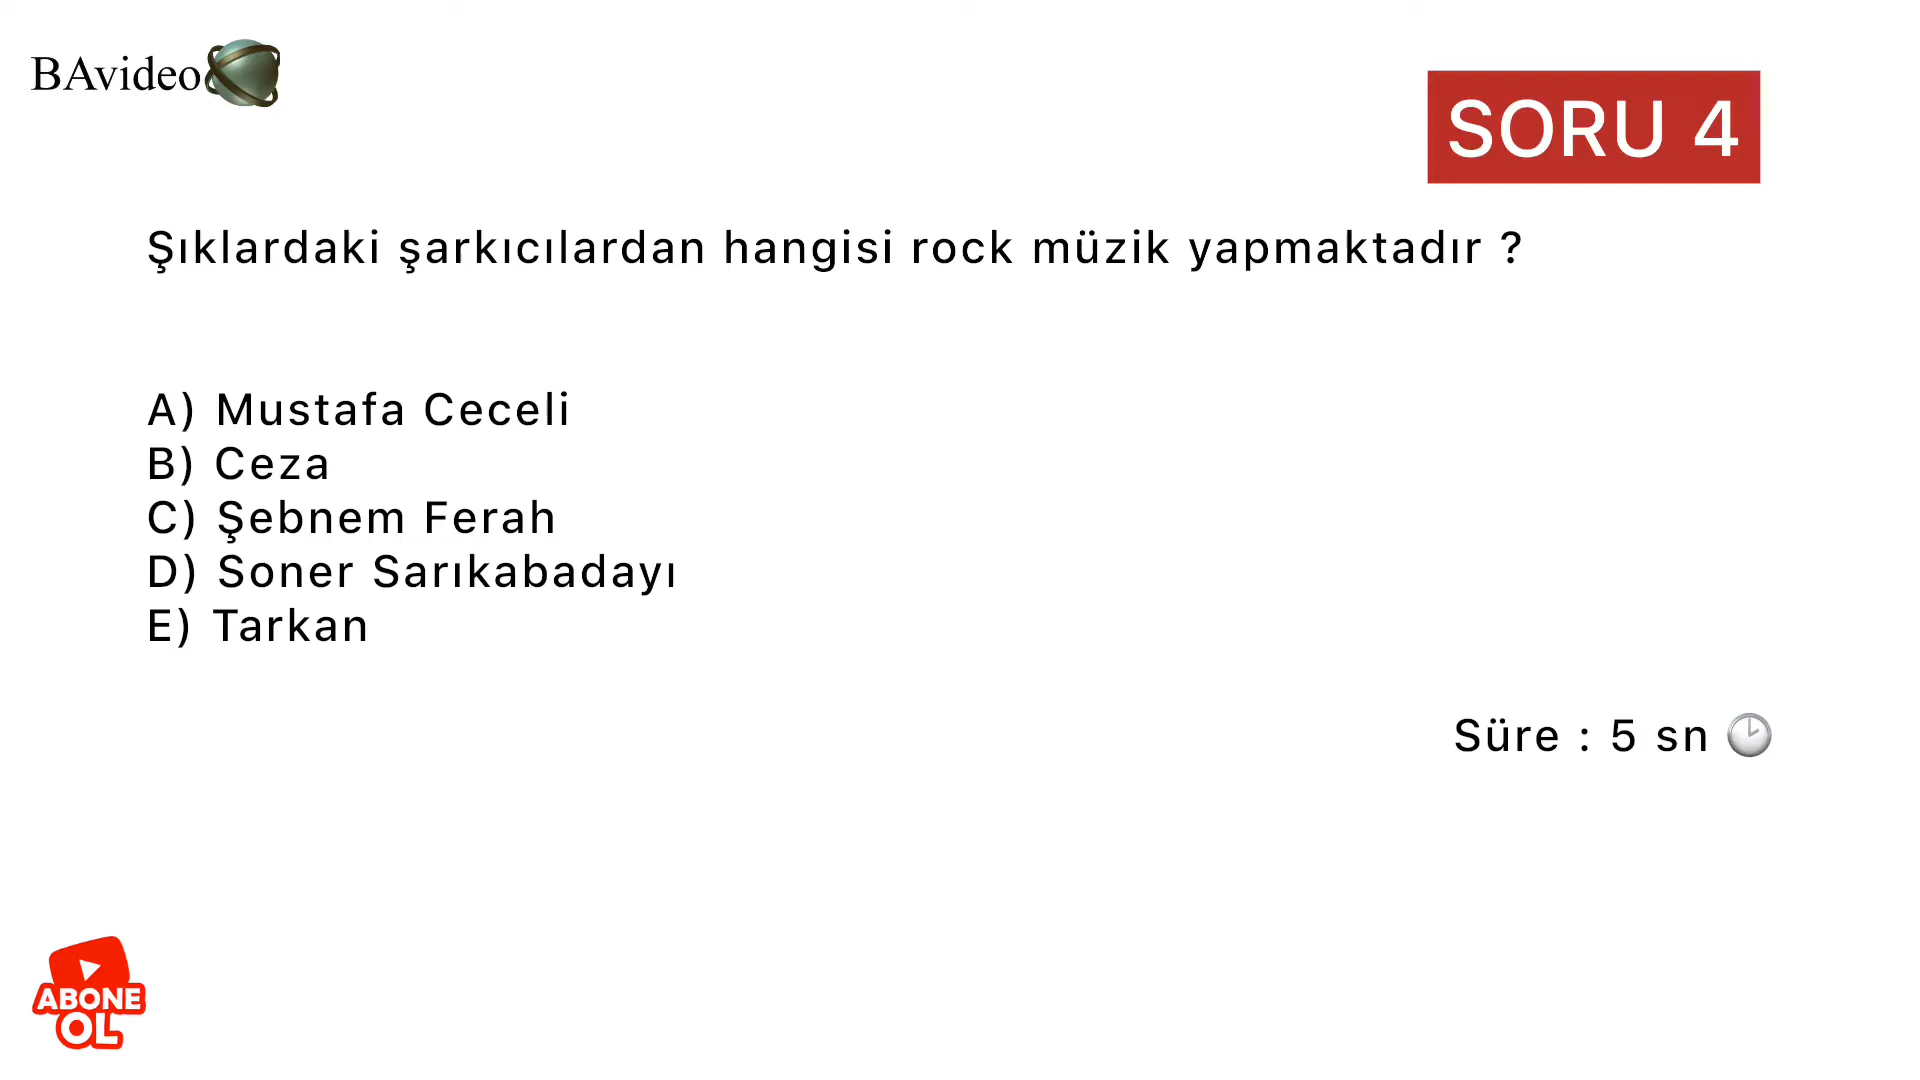 BAvideo
SORU 4
Şıklardaki şarkıcılardan hangisi rock müzik yapmaktadır ?
A) Mustafa Ceceli
B) Ceza
C) Şebnem Ferah
D) Soner Sarıkabadayı
E) Tarkan
Süre : 5 sn
ABONE
OL